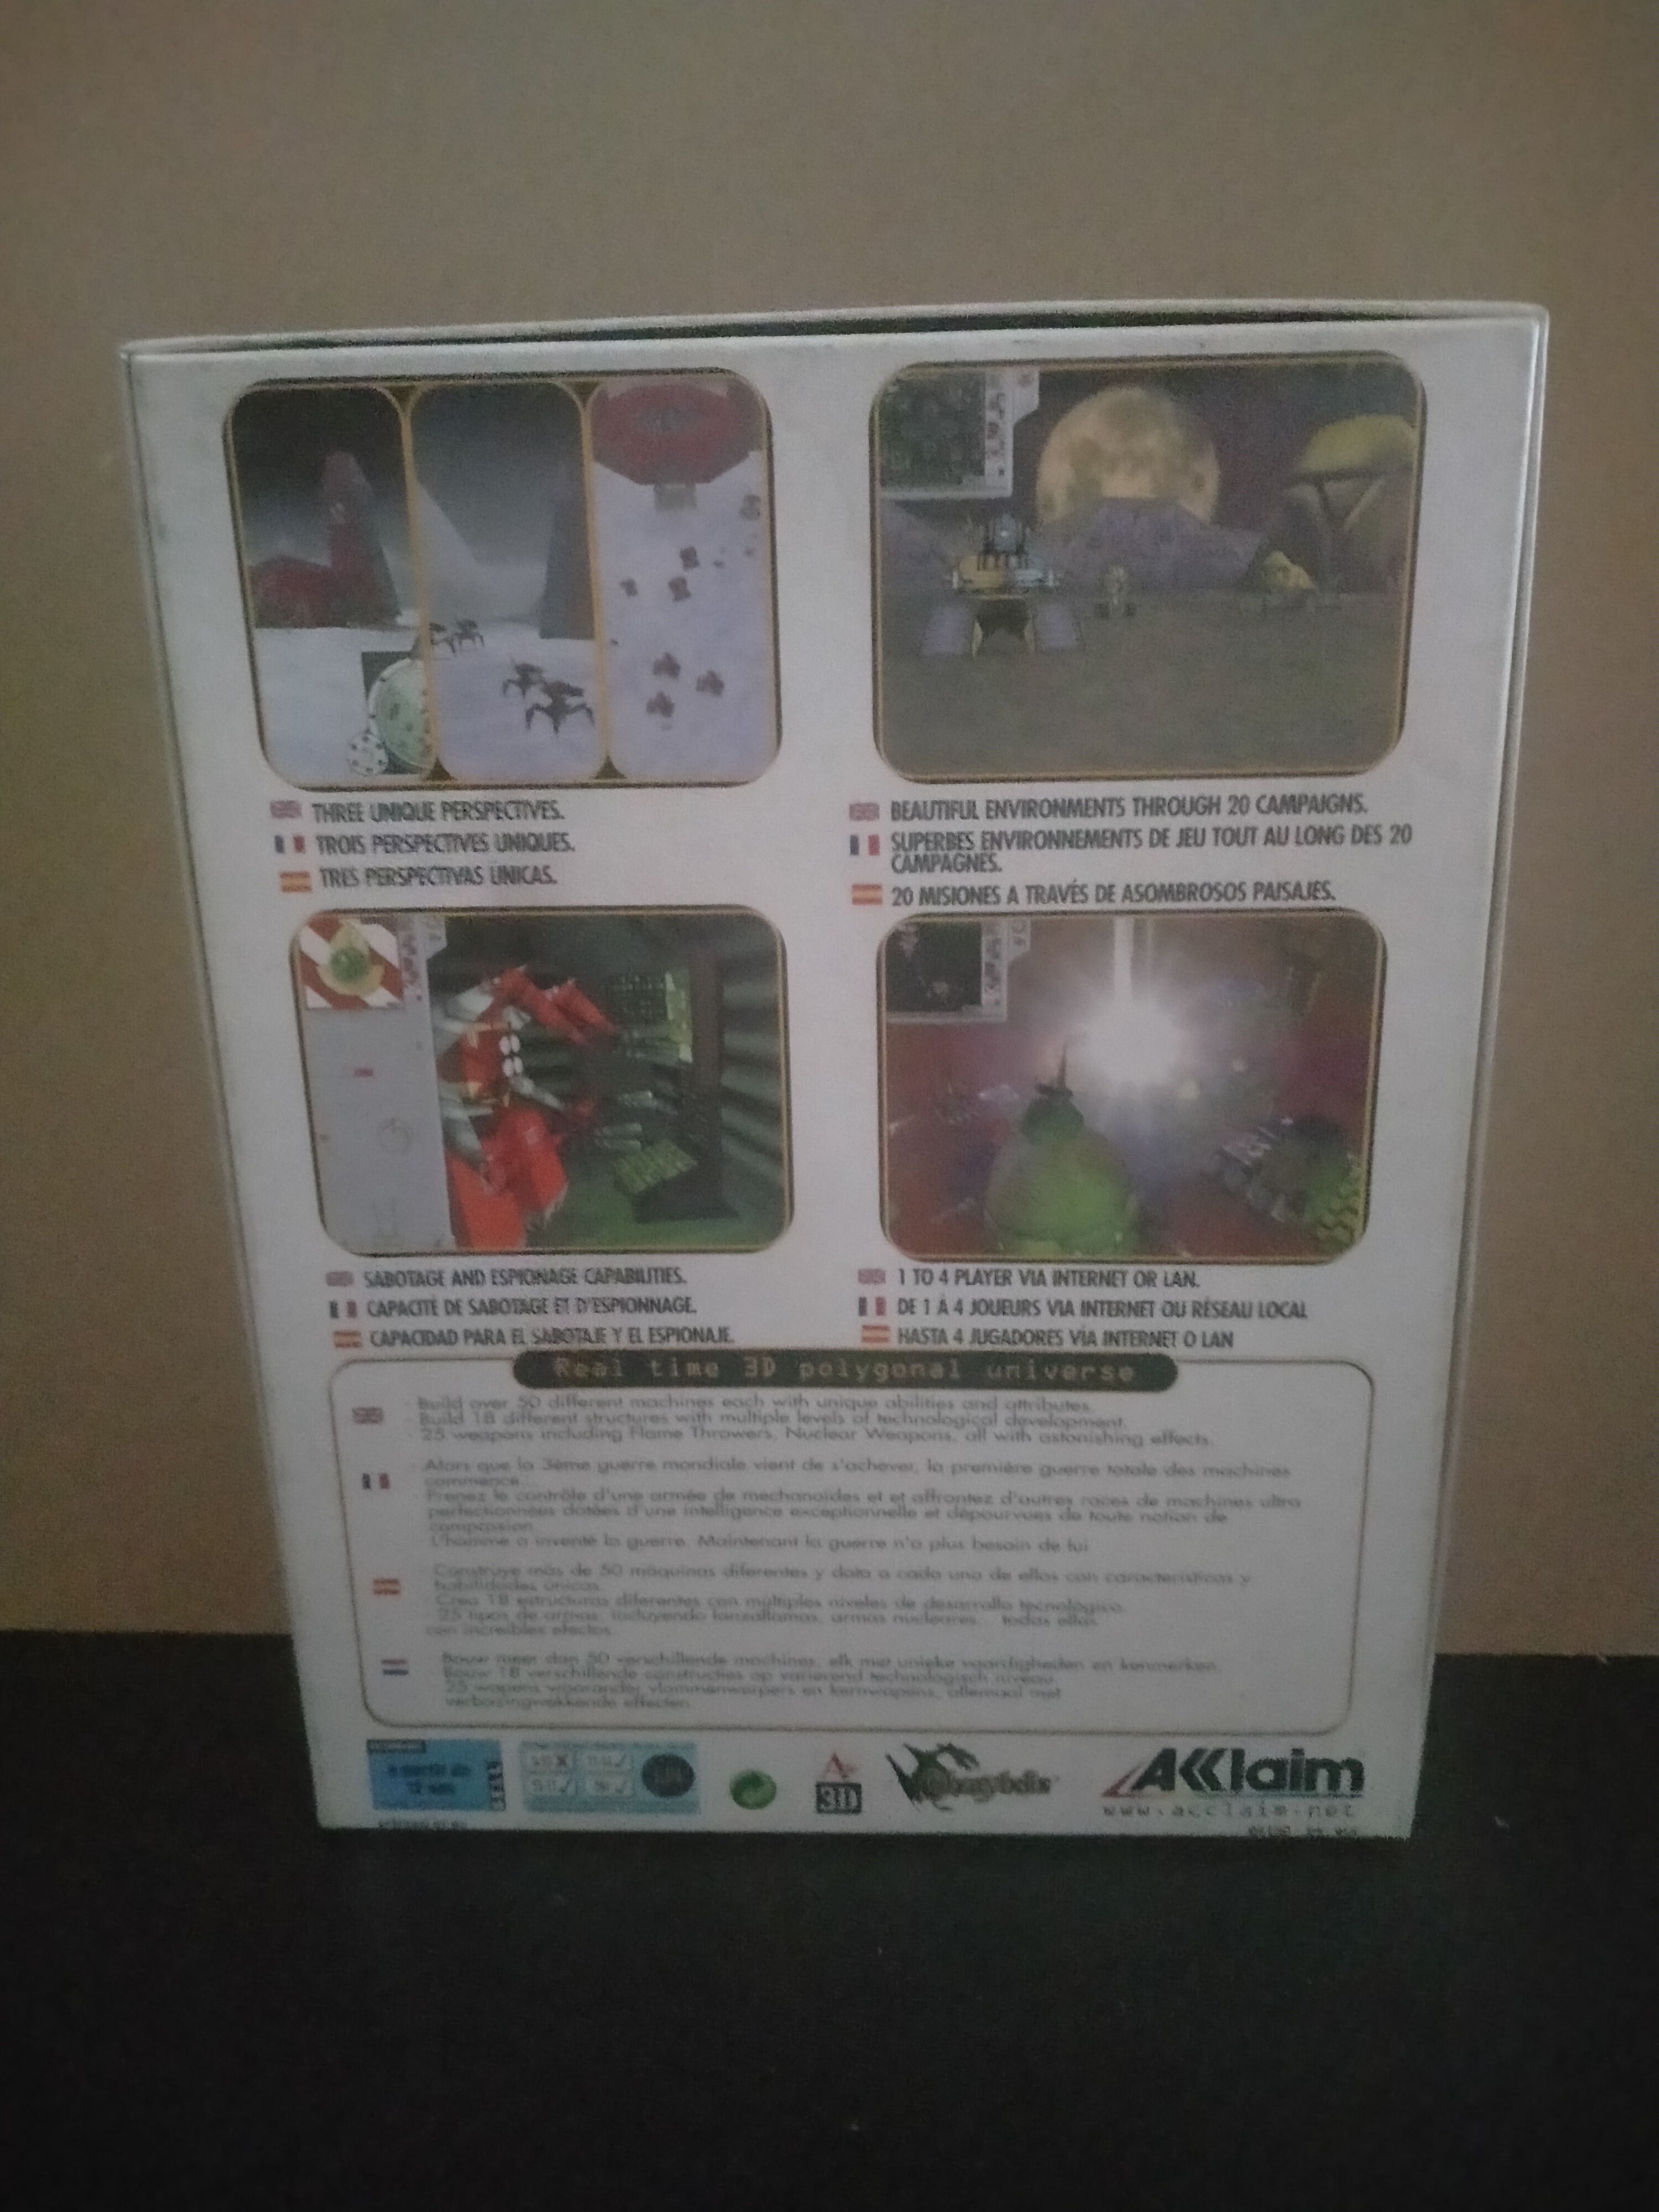 THREE UNIQUE PERSPECTIVES.
TROIS PERSPECTIVES UNIQUES.
TRES PERSPECTIVAS UNICAS.
BEAUTIFUL ENVIRONMENTS THROUGH 20 CAMPAIGNS.
SUPERBES ENVIRONNEMENTS DE JEU TOUT AU LONG DES 20
CAMPAGNES.
20 MISIONES A TRAVÉS DE ASOMBROSOS PAISAJES.
SABOTAGE AND ESPIONAGE CAPABILITIES.
CAPACITÉ DE SABOTAGE ET D'ESPIONNAGE.
CAPACIDAD PARA EL SABOTAJE Y EL ESPIONAJE.
1 TO 4 PLAYER VIA INTERNET OR LAN.
DE 1 À 4 JOUEURS VIA INTERNET OU RÉSEAU LOCAL
HASTA 4 JUGADORES VÍA INTERNET O LAN
Real time 3D polygonal universe
- Build over 50 different machines each with unique abilities and attributes.
- Build 18 different structures with multiple levels of technological development.
- 25 weapons including Flame Throwers, Nuclear Weapons, all with astonishing effects.
- Alors que la 3ème guerre mondiale vient de s'achever, la première guerre totale des machines
commence...
- Prenez le contrôle d'une armée de mechanoïdes et et affrontez d'autres races de machines ultra
perfectionnées dotées d'une intelligence exceptionnelle et dépourvues de toute notion de
compassion.
- L'homme a inventé la guerre. Maintenant la guerre n'a plus besoin de lui
- Construye más de 50 máquinas diferentes y dota a cada una de ellas con características y
habilidades únicas.
- Crea 18 estructuras diferentes con múltiples niveles de desarrollo tecnológico.
- 25 tipos de armas, incluyendo lanzallamas, armas nucleares... todas ellas
con increíbles efectos.
- Bouw meer dan 50 verschillende machines, elk met unieke vaardigheden en kenmerken.
- Bouw 18 verschillende constructies op variërend technologisch niveau.
- 25 wapens waaronder vlammenwerpers en kernwapens, allemaal met
verbazingwekkende effecten.
à partir de
12 ans
3D
AKKlaim
www.acclaim.net